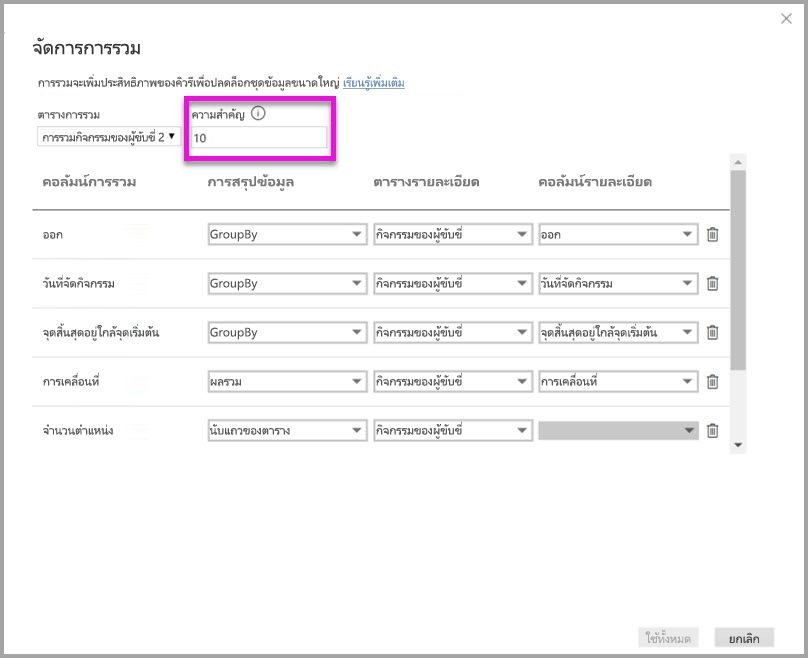 จัดการการรวม
การรวมจะเพิ่มประสิทธิภาพของคิวรีเพื่อปลดล็อกชุดข้อมูลขนาดใหญ่ เรียนรู้เพิ่มเติม
ตารางการรวม ความสำคัญ
การรวมกิจกรรมของผู้ขับขี่ 2 10
คอลัมน์การรวม การสรุปข้อมูล ตารางรายละเอียด คอลัมน์รายละเอียด
ออก GroupBy กิจกรรมของผู้ขับขี่ ออก
วันที่จัดกิจกรรม GroupBy กิจกรรมของผู้ขับขี่ วันที่จัดกิจกรรม
จุดสิ้นสุดอยู่ใกล้จุดเริ่มต้น GroupBy กิจกรรมของผู้ขับขี่ จุดสิ้นสุดอยู่ใกล้จุดเริ่มต้น
การเคลื่อนที่ ผลรวม กิจกรรมของผู้ขับขี่ การเคลื่อนที่
จำนวนตำแหน่ง นับแถวของตาราง กิจกรรมของผู้ขับขี่
ใช้ทั้งหมด ยกเลิก